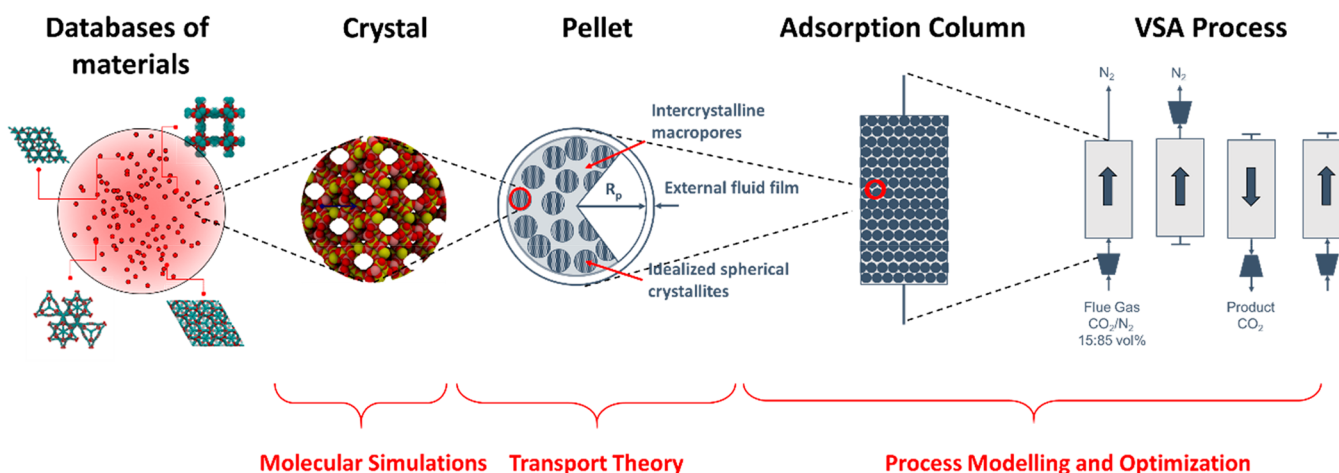 Databases of
materials
Crystal
Pellet
Adsorption Column
VSA Process
Intercrystalline
macropores
R_p
External fluid film
Idealized spherical
crystallites
N₂
N₂
Flue Gas
CO₂/N₂
15:85 vol%
Product
CO₂
Molecular Simulations
Transport Theory
Process Modelling and Optimization